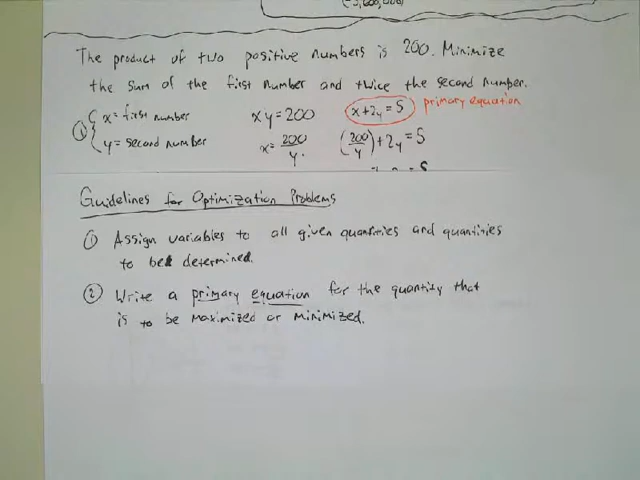 The product of two positive numbers is 200. Minimize
the sum of the first number and twice the second number.
① { x = first number
y = second number
xy = 200
x = 200/y.
x + 2y = S primary equation
(200/y) + 2y = S
Guidelines for Optimization Problems
① Assign variables to all given quantities and quantities
to be determined.
② Write a primary equation for the quantity that
is to be maximized or minimized.